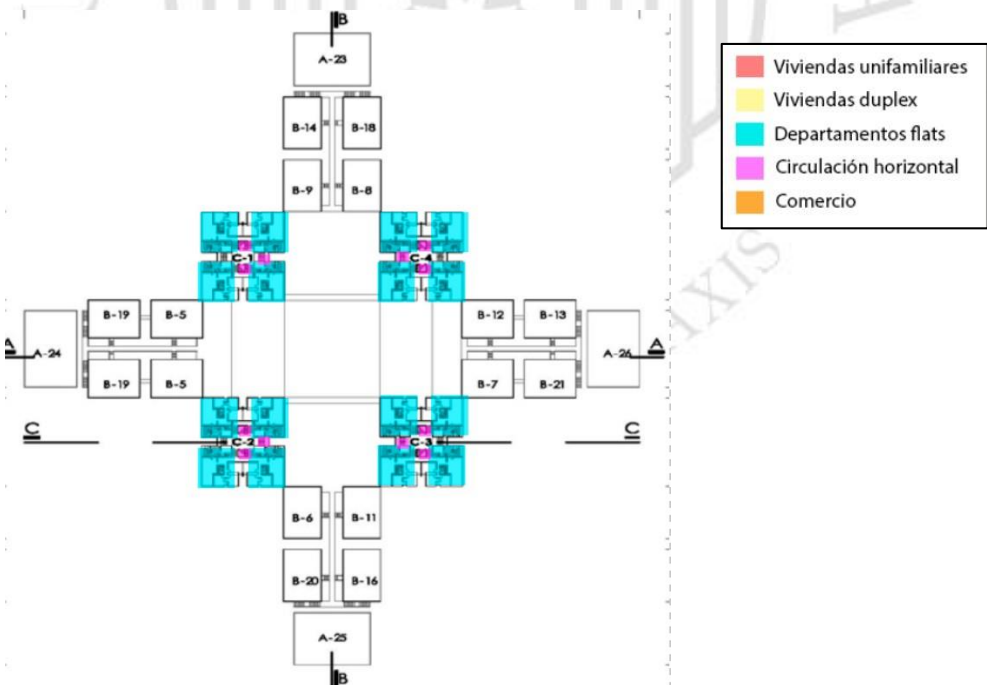 B
A-23
B-14 B-18
B-9 B-8
C-1 C-4
B-19 B-5 B-12 B-13
A A-24 A-26 A
B-19 B-5 B-7 B-21
C C-2 C-3 C
B-6 B-11
B-20 B-16
A-25
B
Viviendas unifamiliares
Viviendas duplex
Departamentos flats
Circulación horizontal
Comercio
AXIS